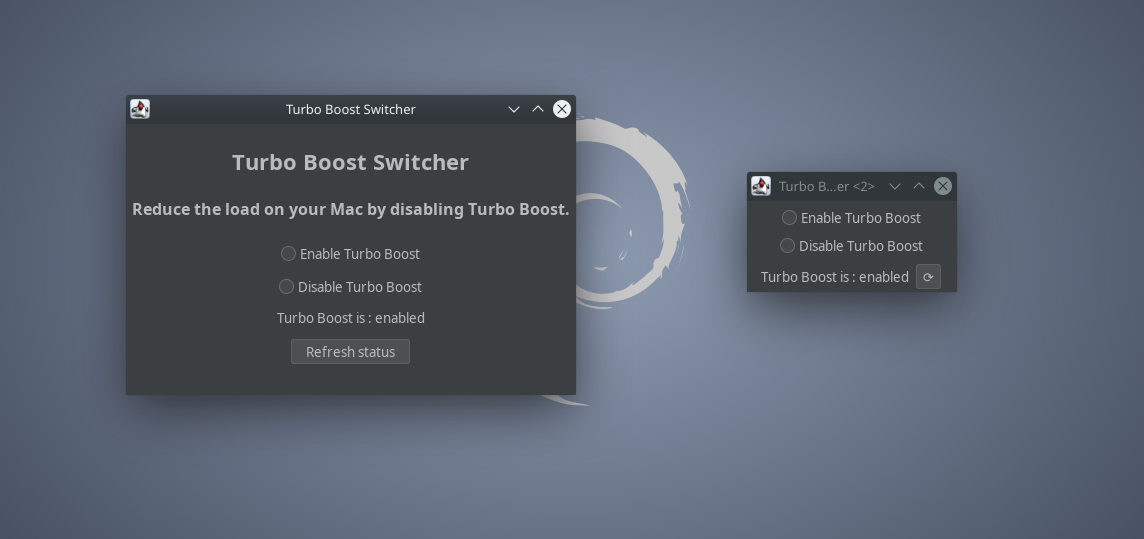 Turbo Boost Switcher
Turbo Boost Switcher
Reduce the load on your Mac by disabling Turbo Boost.
Enable Turbo Boost
Disable Turbo Boost
Turbo Boost is : enabled
Refresh status
Turbo B...er <2>
Enable Turbo Boost
Disable Turbo Boost
Turbo Boost is : enabled